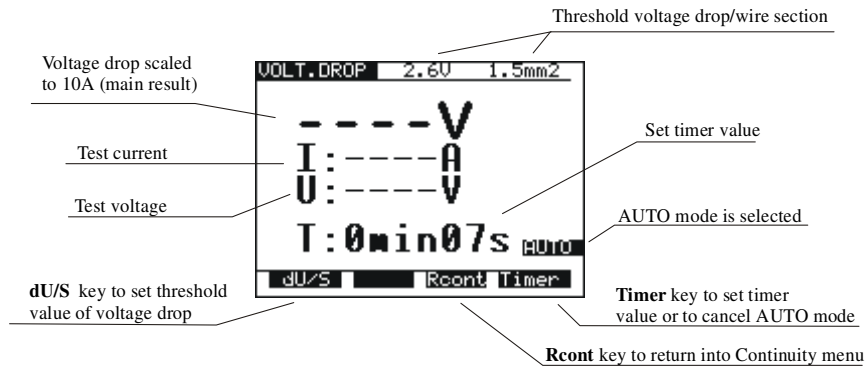 Threshold voltage drop/wire section
Voltage drop scaled
to 10A (main result)
VOLT.DROP 2.6V 1.5mm2
----V
Set timer value
Test current
I:----A
Test voltage
U:----V
AUTO mode is selected
T:0min07s AUTO
dU/S Rcont Timer
dU/S key to set threshold
value of voltage drop
Timer key to set timer
value or to cancel AUTO mode
Rcont key to return into Continuity menu